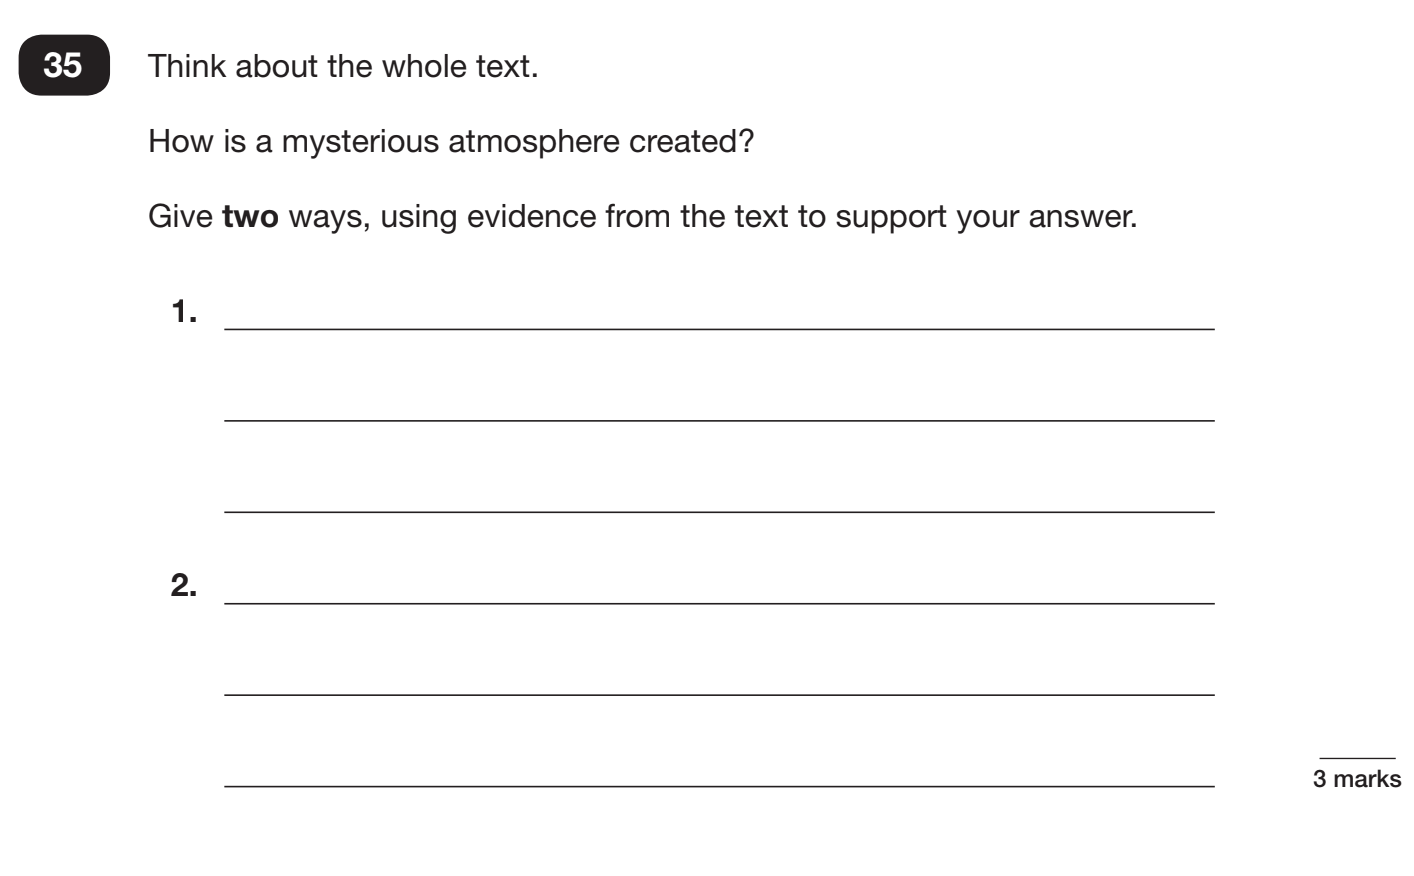 35 Think about the whole text.
How is a mysterious atmosphere created?
Give two ways, using evidence from the text to support your answer.
1.
2.
3 marks